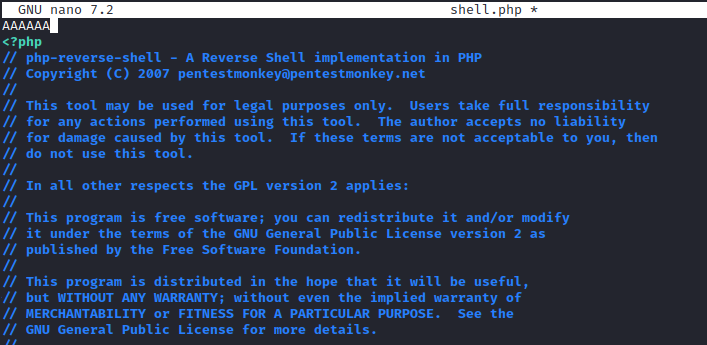 GNU nano 7.2 shell.php *
AAAAAA
<?php
// php-reverse-shell - A Reverse Shell implementation in PHP
// Copyright (C) 2007 pentestmonkey@pentestmonkey.net
//
// This tool may be used for legal purposes only.  Users take full responsibility
// for any actions performed using this tool.  The author accepts no liability
// for damage caused by this tool.  If these terms are not acceptable to you, then
// do not use this tool.
//
// In all other respects the GPL version 2 applies:
//
// This program is free software; you can redistribute it and/or modify
// it under the terms of the GNU General Public License version 2 as
// published by the Free Software Foundation.
//
// This program is distributed in the hope that it will be useful,
// but WITHOUT ANY WARRANTY; without even the implied warranty of
// MERCHANTABILITY or FITNESS FOR A PARTICULAR PURPOSE.  See the
// GNU General Public License for more details.
//